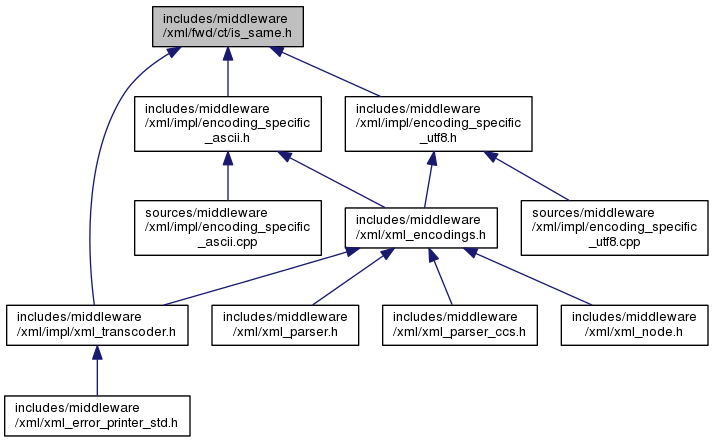 includes/middleware
/xml/fwd/ct/is_same.h
includes/middleware
/xml/impl/encoding_specific
_ascii.h
includes/middleware
/xml/impl/encoding_specific
_utf8.h
sources/middleware
/xml/impl/encoding_specific
_ascii.cpp
includes/middleware
/xml/xml_encodings.h
sources/middleware
/xml/impl/encoding_specific
_utf8.cpp
includes/middleware
/xml/impl/xml_transcoder.h
includes/middleware
/xml/xml_parser.h
includes/middleware
/xml/xml_parser_ccs.h
includes/middleware
/xml/xml_node.h
includes/middleware
/xml/xml_error_printer_std.h